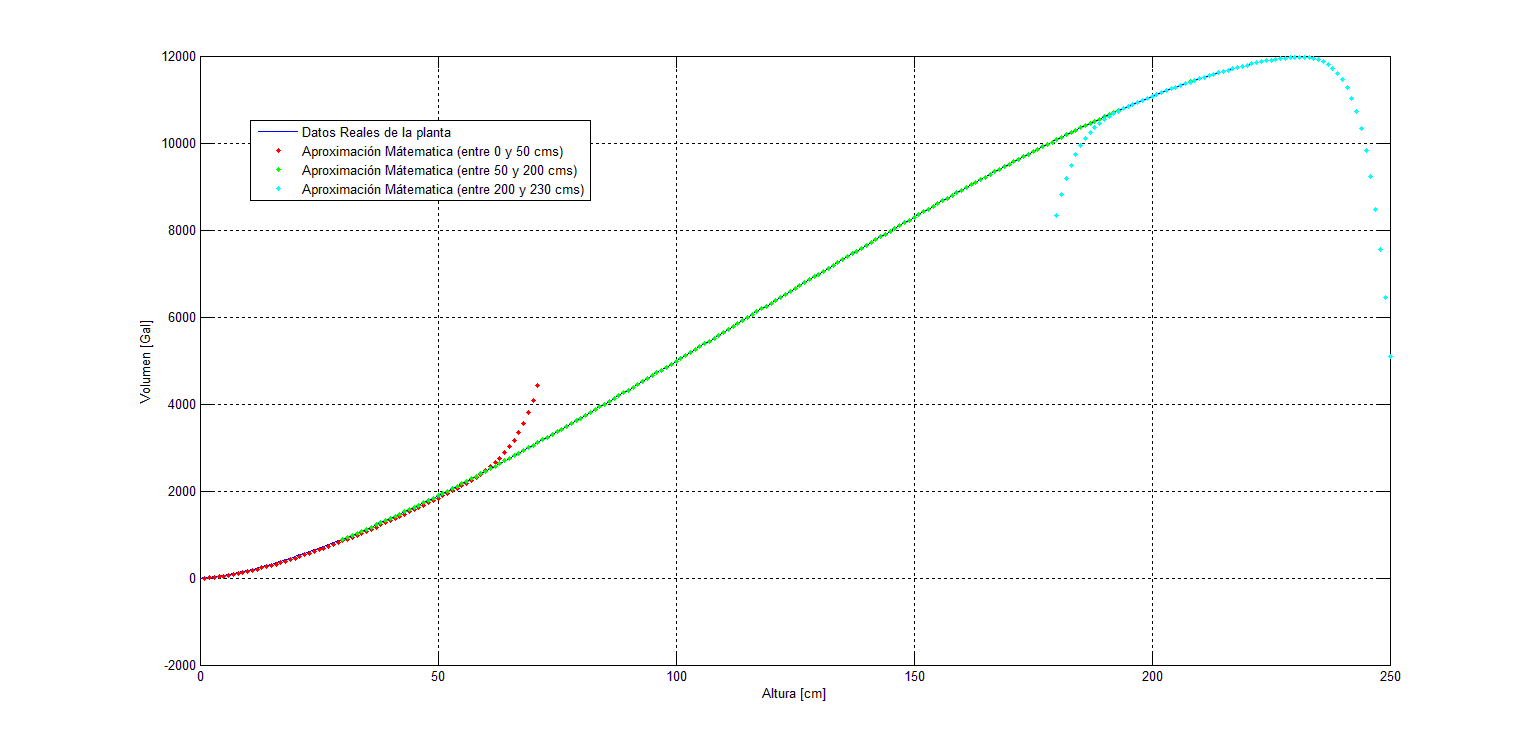 12000
10000
8000
6000
4000
2000
0
-2000
Datos Reales de la planta
Aproximación Mátematica (entre 0 y 50 cms)
Aproximación Mátematica (entre 50 y 200 cms)
Aproximación Mátematica (entre 200 y 230 cms)
Volumen [Gal]
0 50 100 150 200 250
Altura [cm]